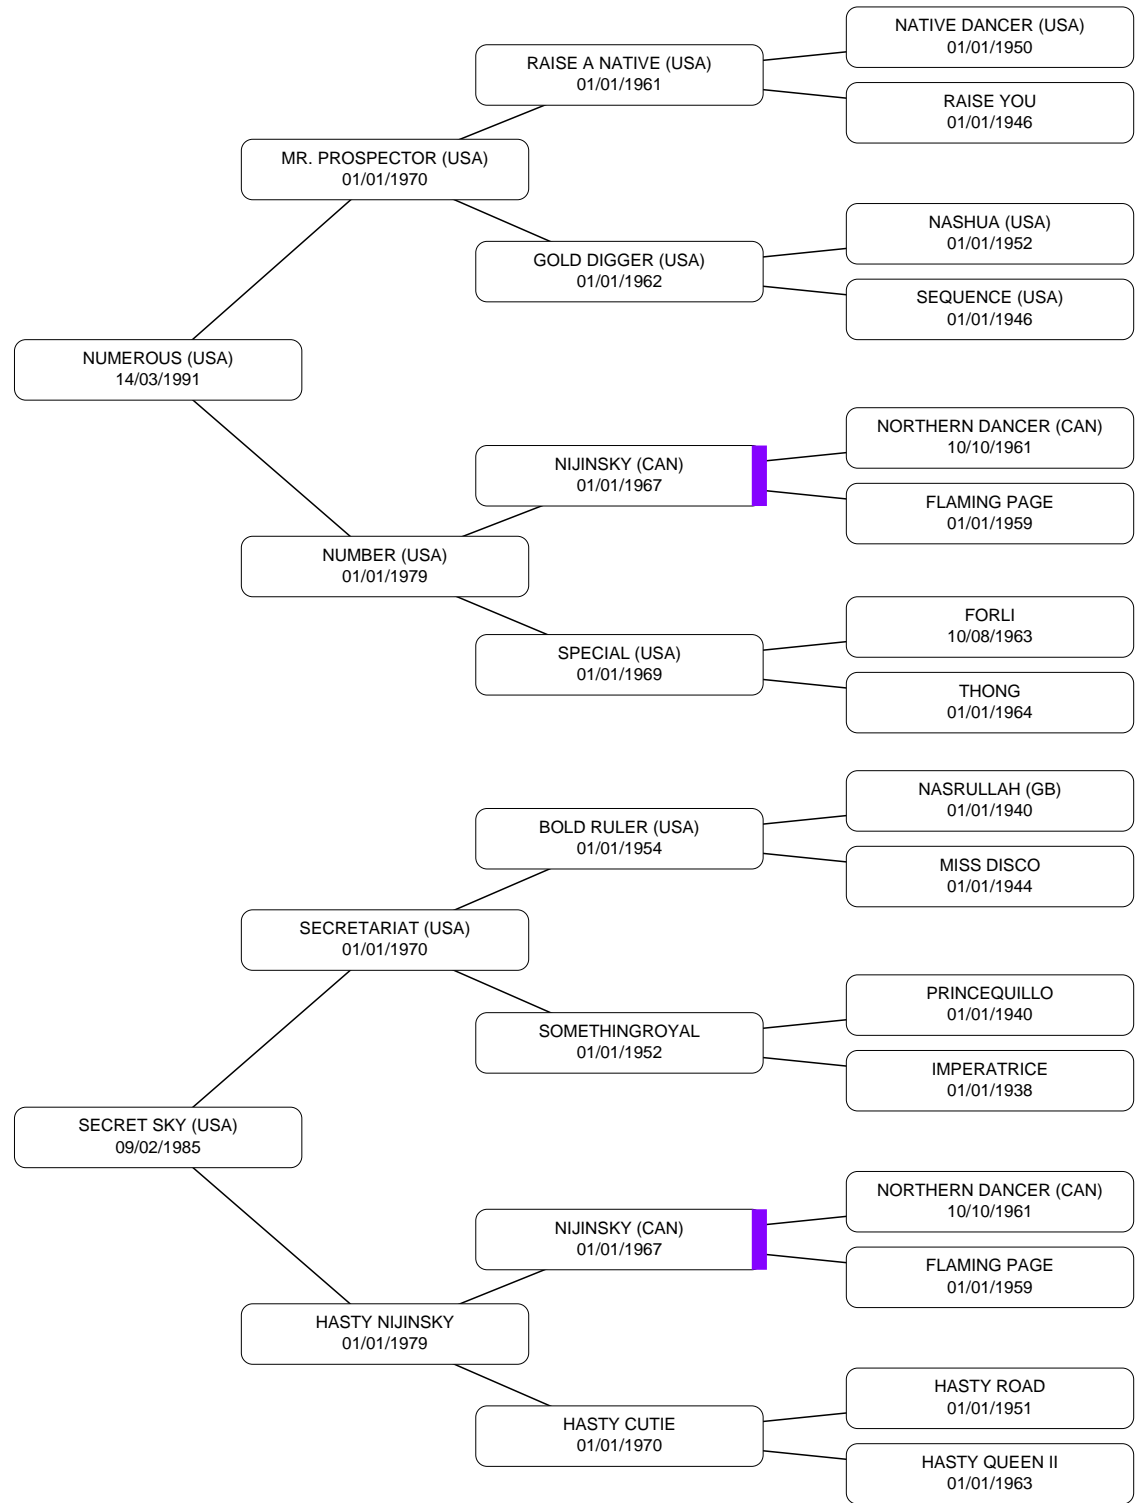 NATIVE DANCER (USA)
01/01/1950
RAISE A NATIVE (USA)
01/01/1961
RAISE YOU
01/01/1946
MR. PROSPECTOR (USA)
01/01/1970
NASHUA (USA)
01/01/1952
GOLD DIGGER (USA)
01/01/1962
SEQUENCE (USA)
01/01/1946
NUMEROUS (USA)
14/03/1991
NORTHERN DANCER (CAN)
10/10/1961
NIJINSKY (CAN)
01/01/1967
FLAMING PAGE
01/01/1959
NUMBER (USA)
01/01/1979
FORLI
10/08/1963
SPECIAL (USA)
01/01/1969
THONG
01/01/1964
NASRULLAH (GB)
01/01/1940
BOLD RULER (USA)
01/01/1954
MISS DISCO
01/01/1944
SECRETARIAT (USA)
01/01/1970
PRINCEQUILLO
01/01/1940
SOMETHINGROYAL
01/01/1952
IMPERATRICE
01/01/1938
SECRET SKY (USA)
09/02/1985
NORTHERN DANCER (CAN)
10/10/1961
NIJINSKY (CAN)
01/01/1967
FLAMING PAGE
01/01/1959
HASTY NIJINSKY
01/01/1979
HASTY ROAD
01/01/1951
HASTY CUTIE
01/01/1970
HASTY QUEEN II
01/01/1963